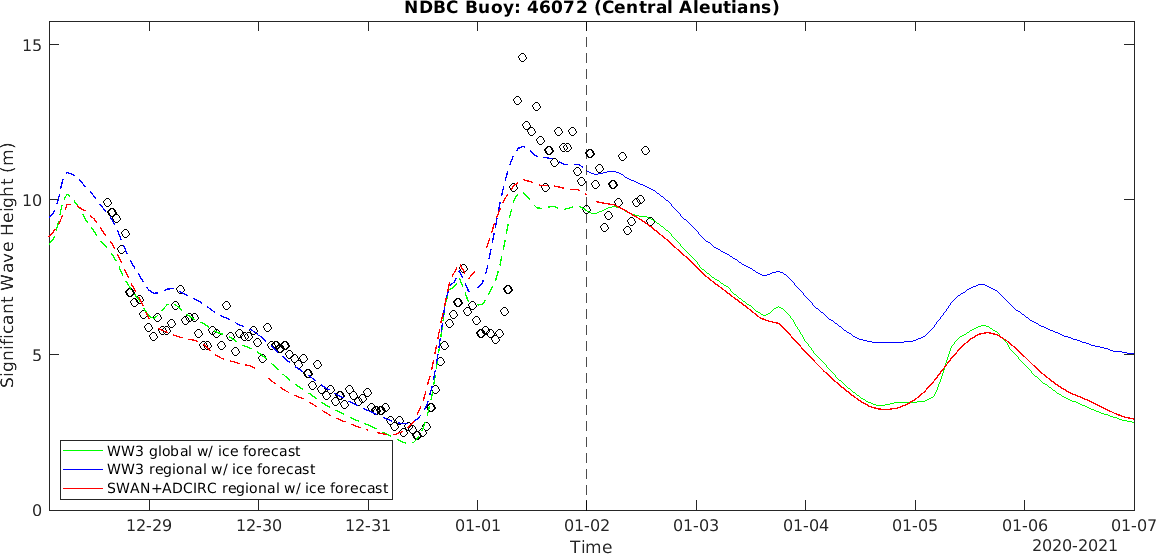 NDBC Buoy: 46072 (Central Aleutians)
15
10
5
0
Significant Wave Height (m)
WW3 global w/ ice forecast
WW3 regional w/ ice forecast
SWAN+ADCIRC regional w/ ice forecast
12-29 12-30 12-31 01-01 01-02 01-03 01-04 01-05 01-06 01-07
Time
2020-2021